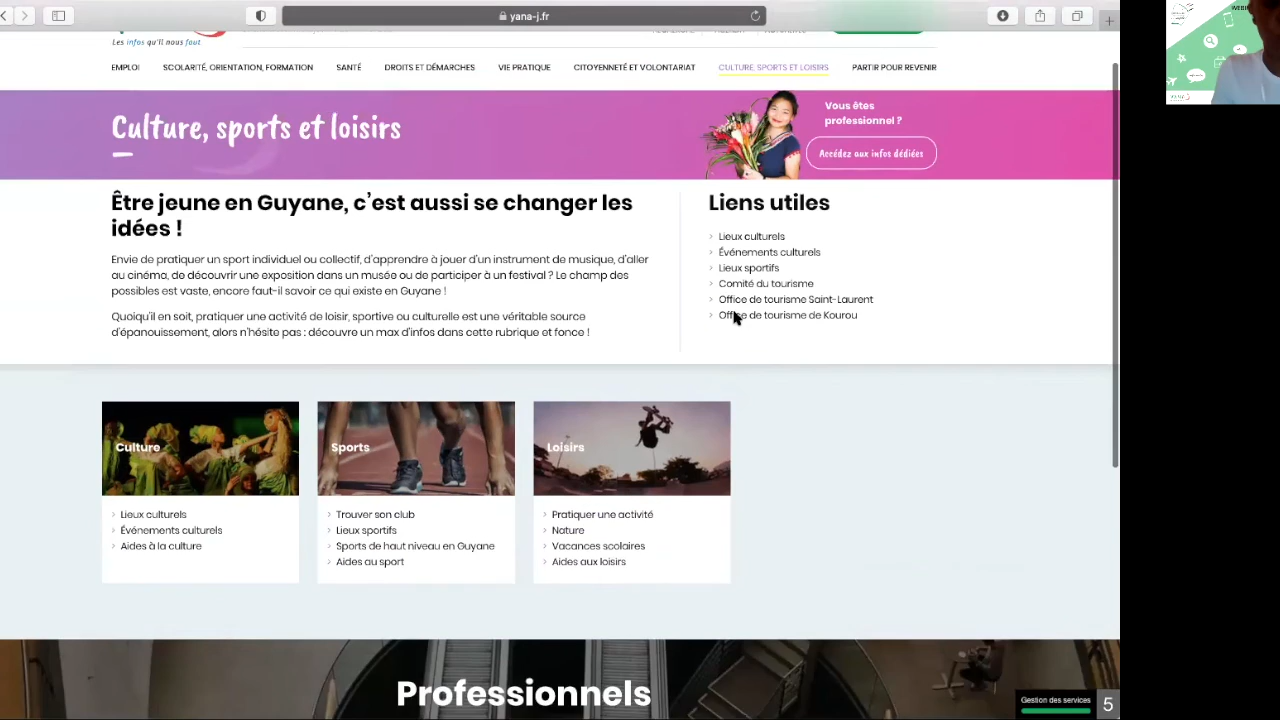 yana-j.fr
Les infos qu'il nous faut
EMPLOI SCOLARITÉ, ORIENTATION, FORMATION SANTÉ DROITS ET DÉMARCHES VIE PRATIQUE CITOYENNETÉ ET VOLONTARIAT CULTURE, SPORTS ET LOISIRS PARTIR POUR REVENIR
Culture, sports et loisirs
Vous êtes
professionnel ?
Accédez aux infos dédiées
Être jeune en Guyane, c'est aussi se changer les
idées !
Envie de pratiquer un sport individuel ou collectif, d'apprendre à jouer d'un instrument de musique, d'aller
au cinéma, de découvrir une exposition dans un musée ou de participer à un festival ? Le champ des
possibles est vaste, encore faut-il savoir ce qui existe en Guyane !
Quoiqu'il en soit, pratiquer une activité de loisir, sportive ou culturelle est une véritable source
d'épanouissement, alors n'hésite pas : découvre un max d'infos dans cette rubrique et fonce !
Liens utiles
Lieux culturels
Événements culturels
Lieux sportifs
Comité du tourisme
Office de tourisme Saint-Laurent
Office de tourisme de Kourou
Culture
Lieux culturels
Événements culturels
Aides à la culture
Sports
Trouver son club
Lieux sportifs
Sports de haut niveau en Guyane
Aides au sport
Loisirs
Pratiquer une activité
Nature
Vacances scolaires
Aides aux loisirs
Professionnels
Gestion des services
5